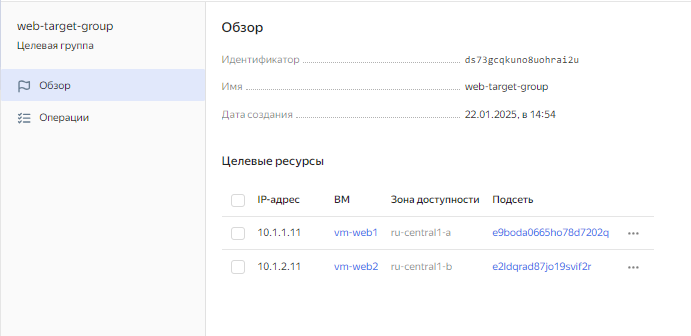 web-target-group
Целевая группа
Обзор
Операции
Обзор
Идентификатор ds73gcqkuno8uohrai2u
Имя web-target-group
Дата создания 22.01.2025, в 14:54
Целевые ресурсы
IP-адрес ВМ Зона доступности Подсеть
10.1.1.11 vm-web1 ru-central1-a e9boda0665ho78d7202q
10.1.2.11 vm-web2 ru-central1-b e2ldqrad87jo19svif2r